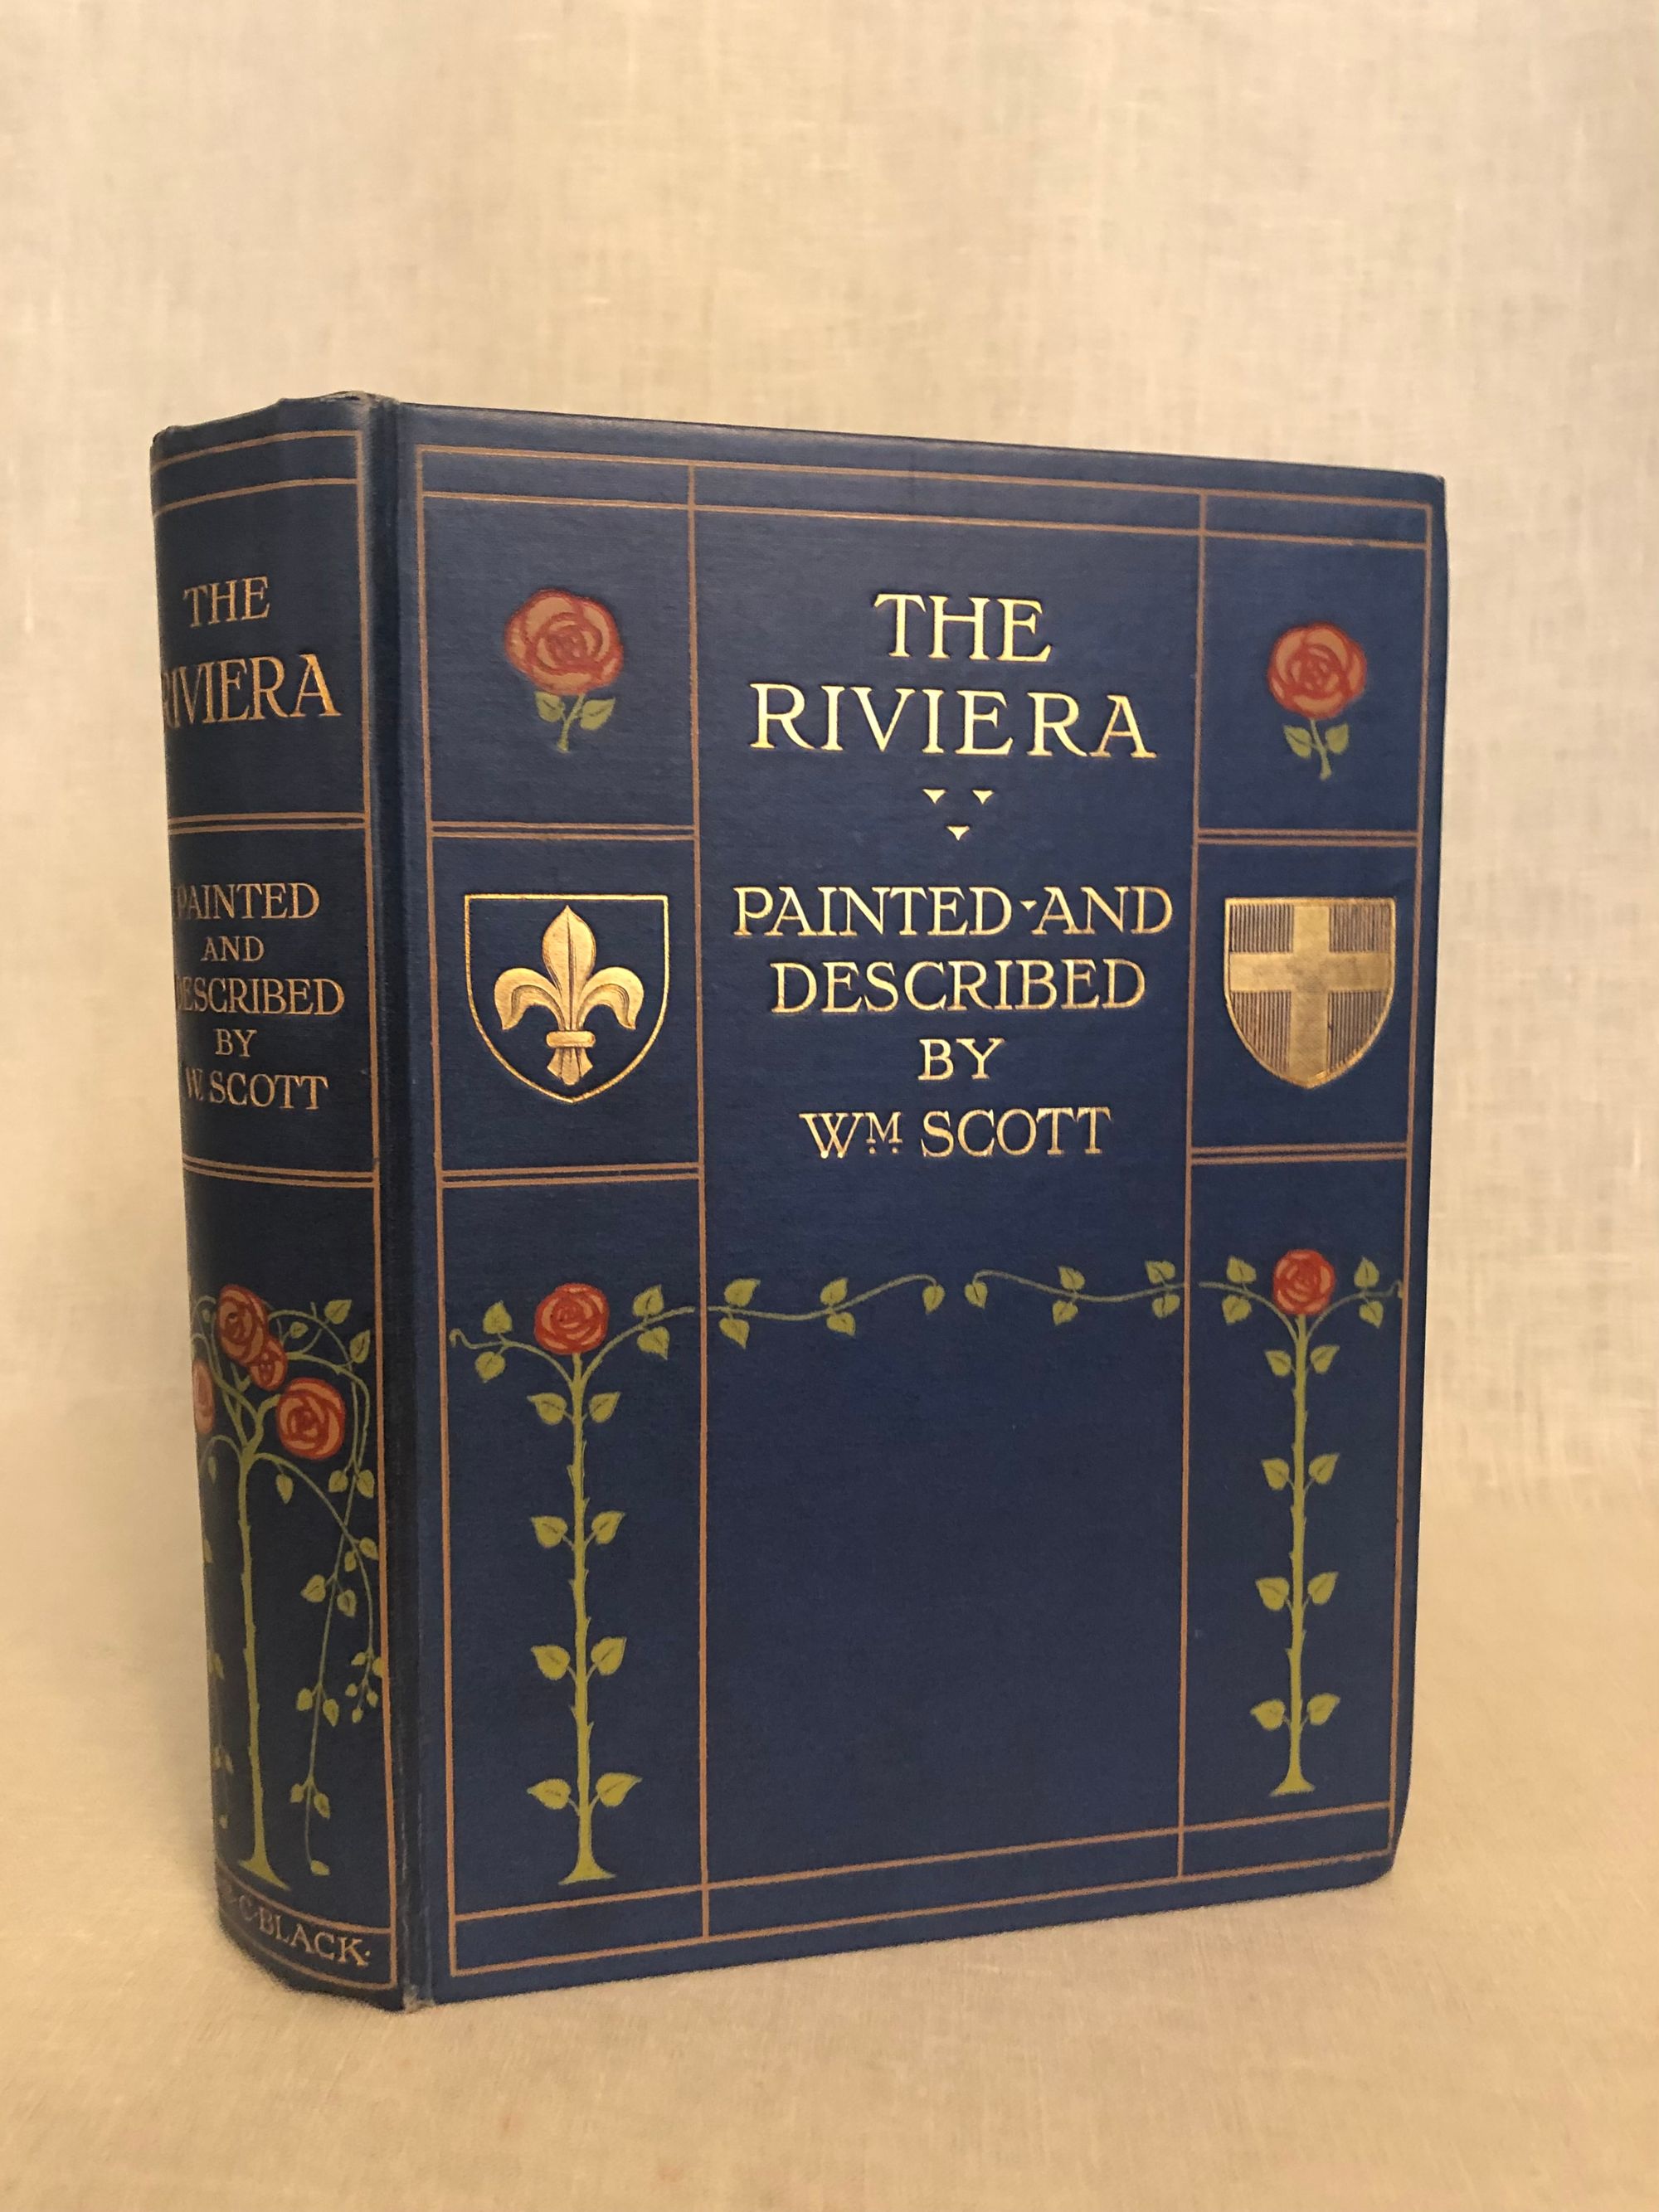 THE
RIVIERA
PAINTED AND
DESCRIBED
BY
WM SCOTT
THE
RIVIERA
PAINTED
AND
DESCRIBED
BY
W. SCOTT
C·BLACK·